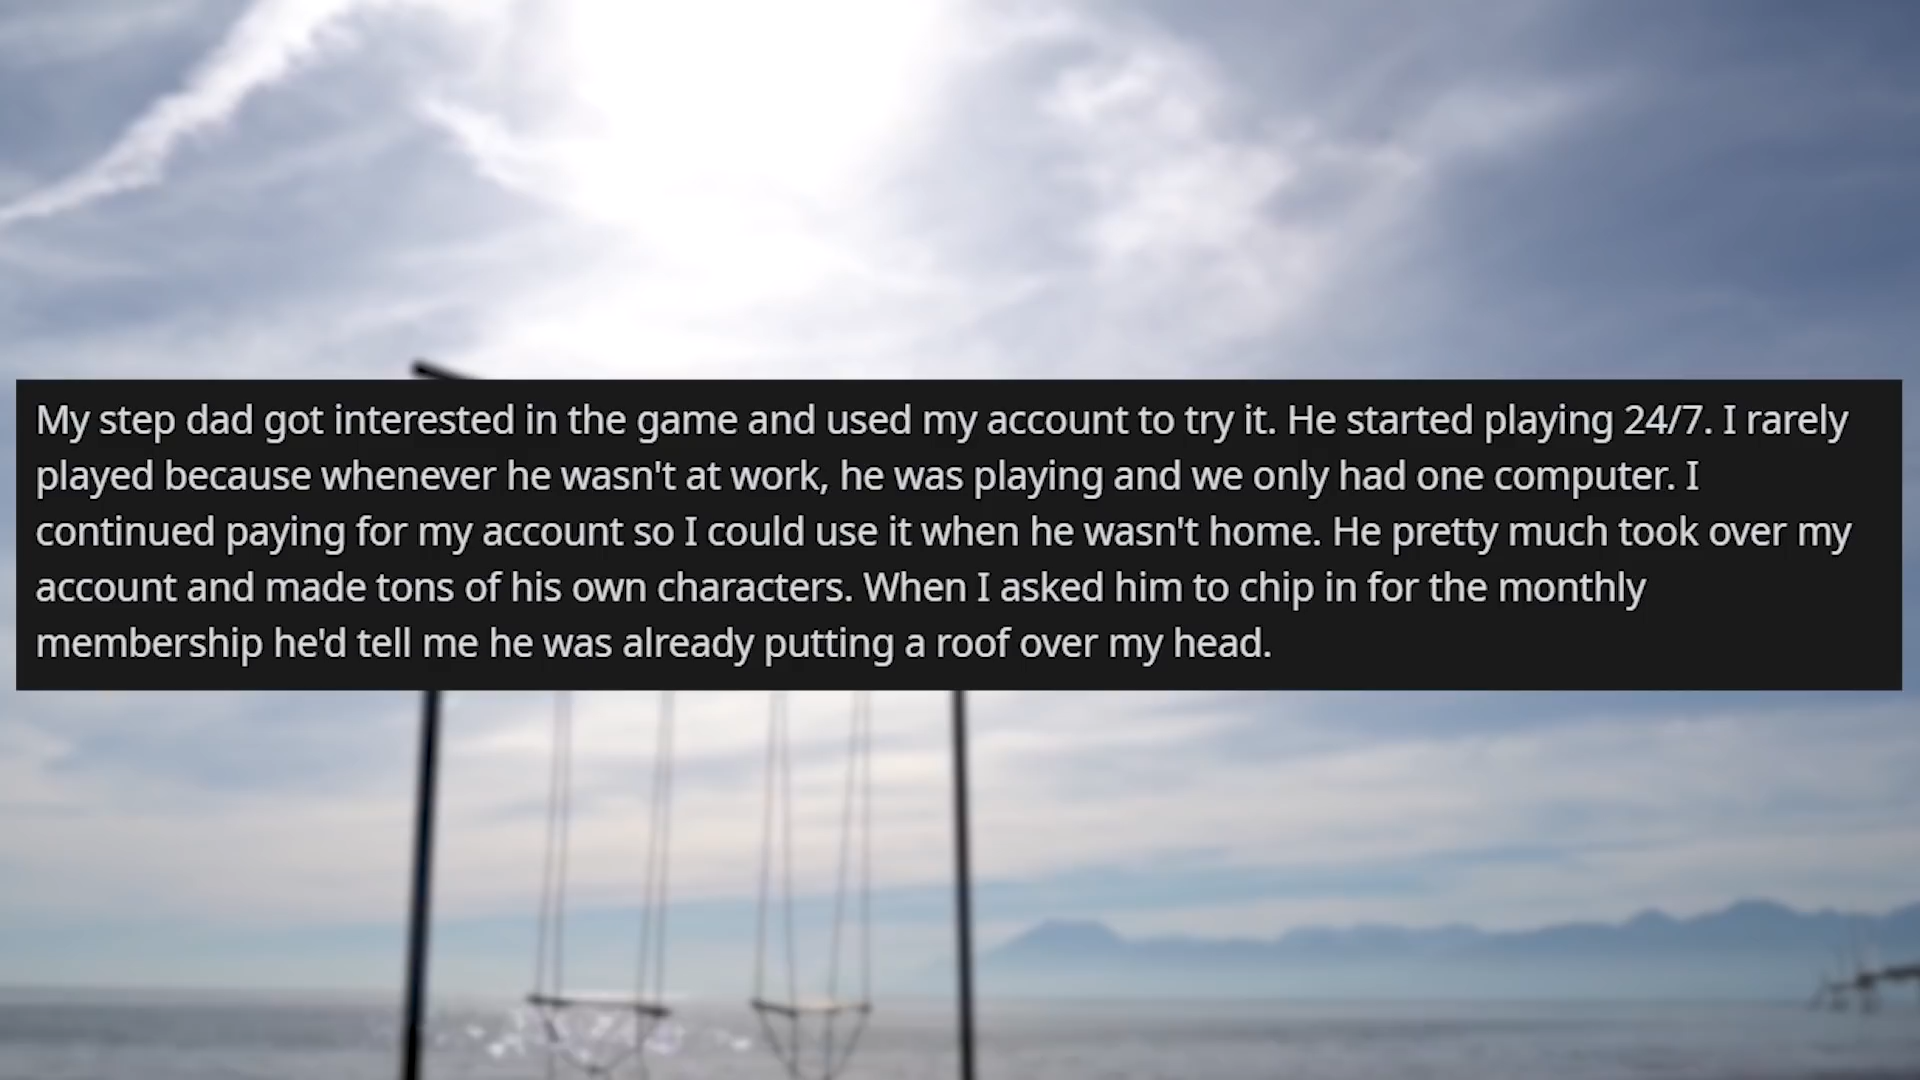 My step dad got interested in the game and used my account to try it. He started playing 24/7. I rarely
played because whenever he wasn't at work, he was playing and we only had one computer. I
continued paying for my account so I could use it when he wasn't home. He pretty much took over my
account and made tons of his own characters. When I asked him to chip in for the monthly
membership he'd tell me he was already putting a roof over my head.